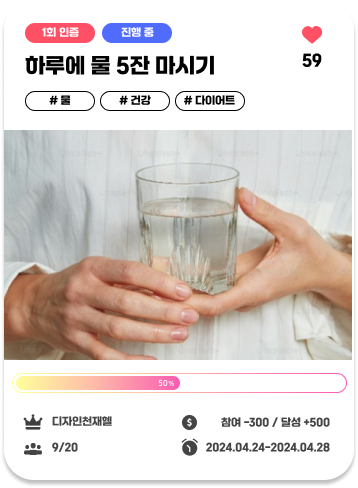 1회 인증 진행 중
하루에 물 5잔 마시기
59
# 물 # 건강 # 다이어트
50%
디자인천재엘 참여 -300 / 달성 +500
9/20 2024.04.24-2024.04.28